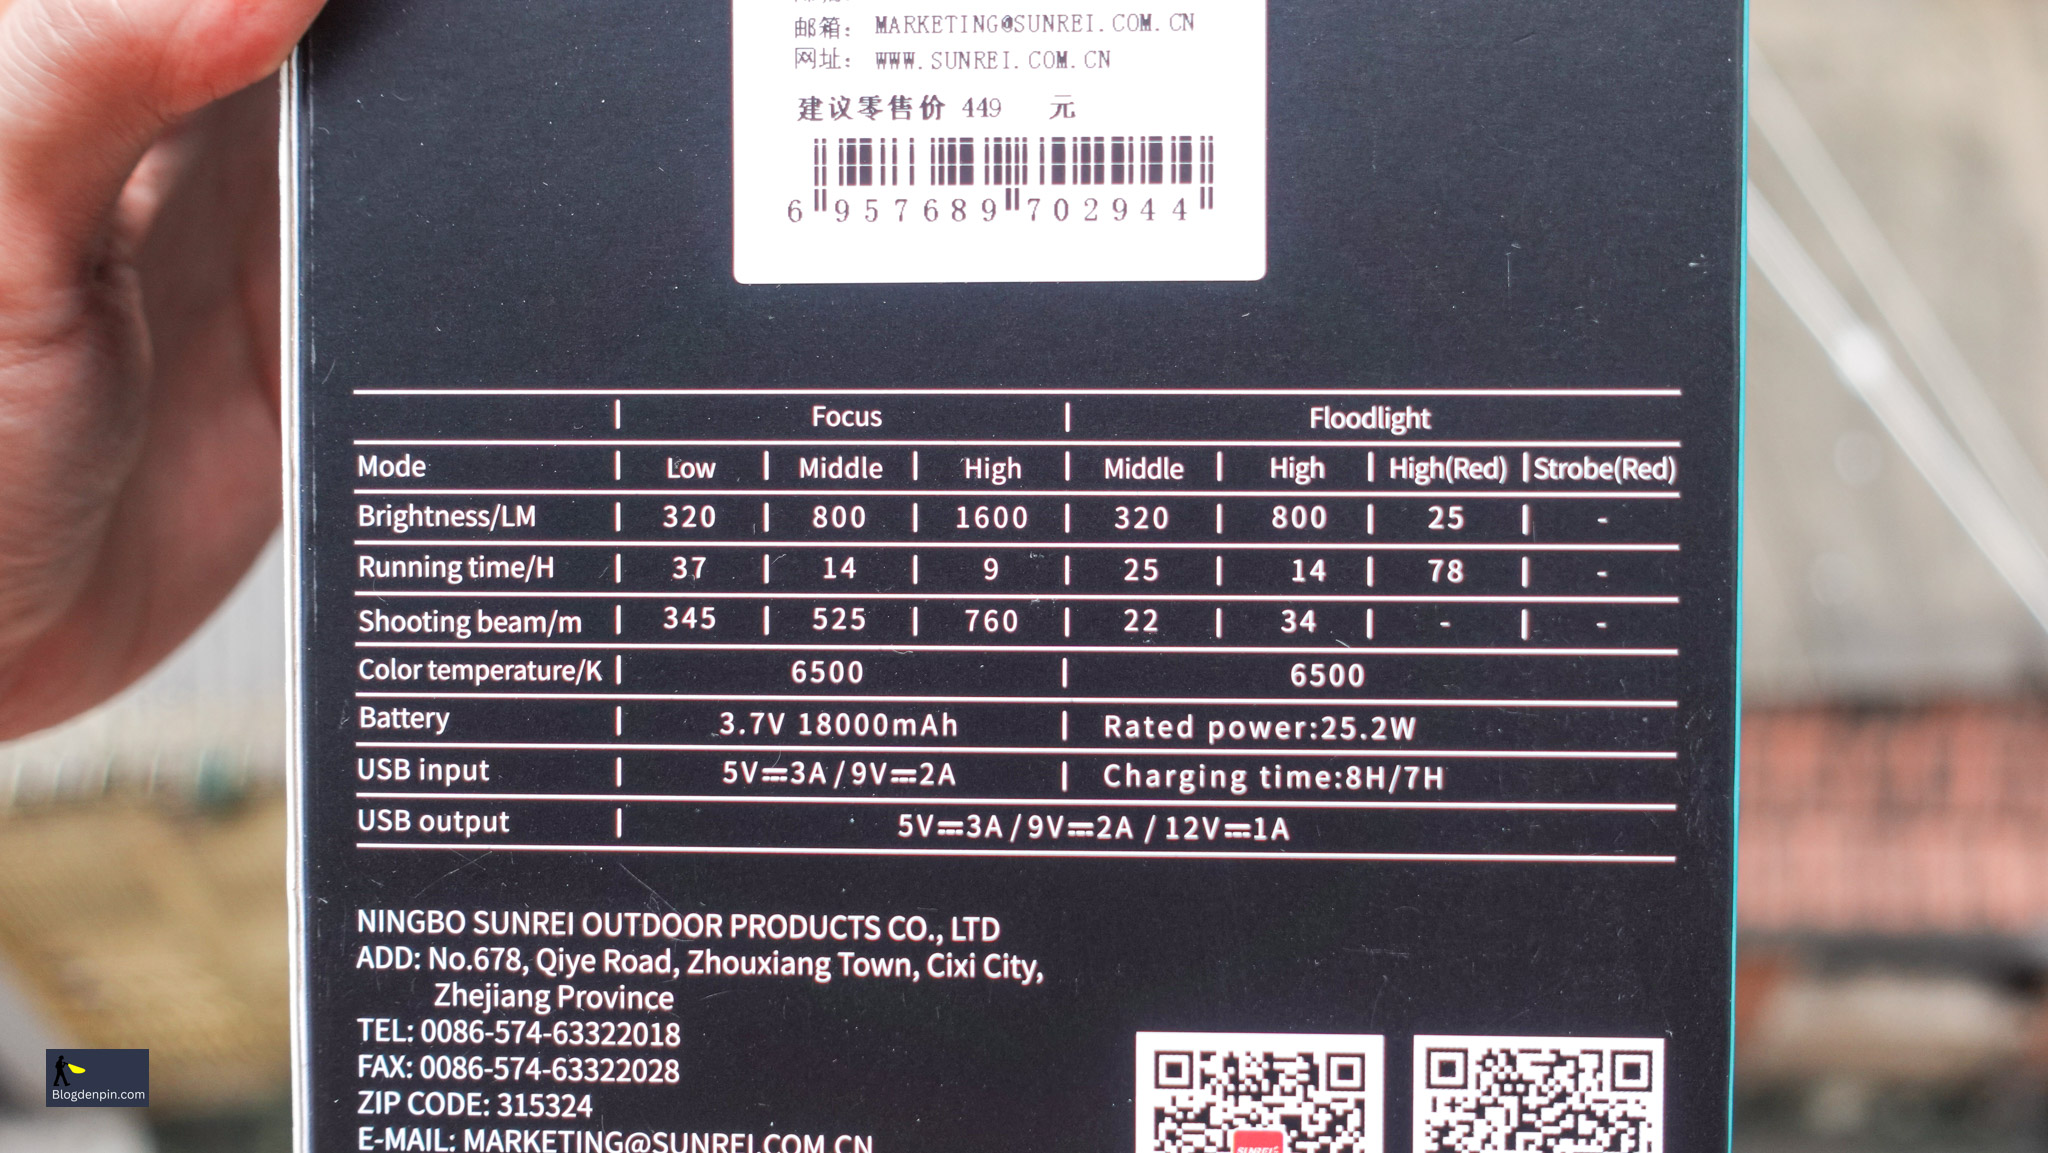 邮箱: MARKETING@SUNREI.COM.CN
网址: WWW.SUNREI.COM.CN
建议零售价 449 元
6 957689 702944
Focus Floodlight
Mode Low Middle High Middle High High(Red) Strobe(Red)
Brightness/LM 320 800 1600 320 800 25 -
Running time/H 37 14 9 25 14 78 -
Shooting beam/m 345 525 760 22 34 - -
Color temperature/K 6500 6500
Battery 3.7V 18000mAh Rated power:25.2W
USB input 5V⎓3A/9V⎓2A Charging time:8H/7H
USB output 5V⎓3A/9V⎓2A/12V⎓1A
NINGBO SUNREI OUTDOOR PRODUCTS CO., LTD
ADD: No.678, Qiye Road, Zhouxiang Town, Cixi City,
Zhejiang Province
TEL: 0086-574-63322018
FAX: 0086-574-63322028
ZIP CODE: 315324
E-MAIL: MARKETING@SUNREI.COM.CN
SUNREI
Blogdenpin.com